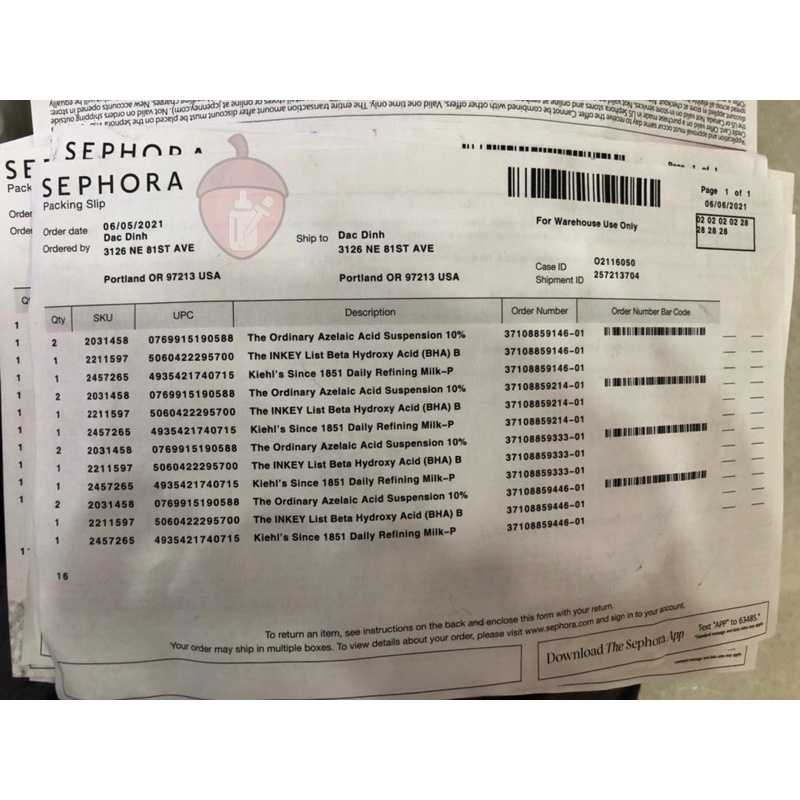 SEPHORA
SEPHORA
Packing Slip
Order date 06/05/2021
Ordered by Dac Dinh
3126 NE 81ST AVE
Portland OR 97213 USA
Ship to Dac Dinh
3126 NE 81ST AVE
Portland OR 97213 USA
For Warehouse Use Only
Page 1 of 1
06/06/2021
02 02 02 02 28
28 28 28
Case ID 02116050
Shipment ID 257213704
Qty SKU UPC Description Order Number Order Number Bar Code
2 2031458 0769915190588 The Ordinary Azelaic Acid Suspension 10% 37108859146-01
1 2211597 5060422295700 The INKEY List Beta Hydroxy Acid (BHA) B 37108859146-01
1 2457265 4935421740715 Kiehl's Since 1851 Daily Refining Milk-P 37108859146-01
2 2031458 0769915190588 The Ordinary Azelaic Acid Suspension 10% 37108859214-01
1 2211597 5060422295700 The INKEY List Beta Hydroxy Acid (BHA) B 37108859214-01
1 2457265 4935421740715 Kiehl's Since 1851 Daily Refining Milk-P 37108859214-01
2 2031458 0769915190588 The Ordinary Azelaic Acid Suspension 10% 37108859333-01
1 2211597 5060422295700 The INKEY List Beta Hydroxy Acid (BHA) B 37108859333-01
1 2457265 4935421740715 Kiehl's Since 1851 Daily Refining Milk-P 37108859333-01
2 2031458 0769915190588 The Ordinary Azelaic Acid Suspension 10% 37108859446-01
1 2211597 5060422295700 The INKEY List Beta Hydroxy Acid (BHA) B 37108859446-01
1 2457265 4935421740715 Kiehl's Since 1851 Daily Refining Milk-P 37108859446-01
16
To return an item, see instructions on the back and enclose this form with your return.
Your order may ship in multiple boxes. To view details about your order, please visit www.sephora.com and sign in to your account.
Download The Sephora App
Text "APP" to 63485.*
*Standard message and data rates may apply.